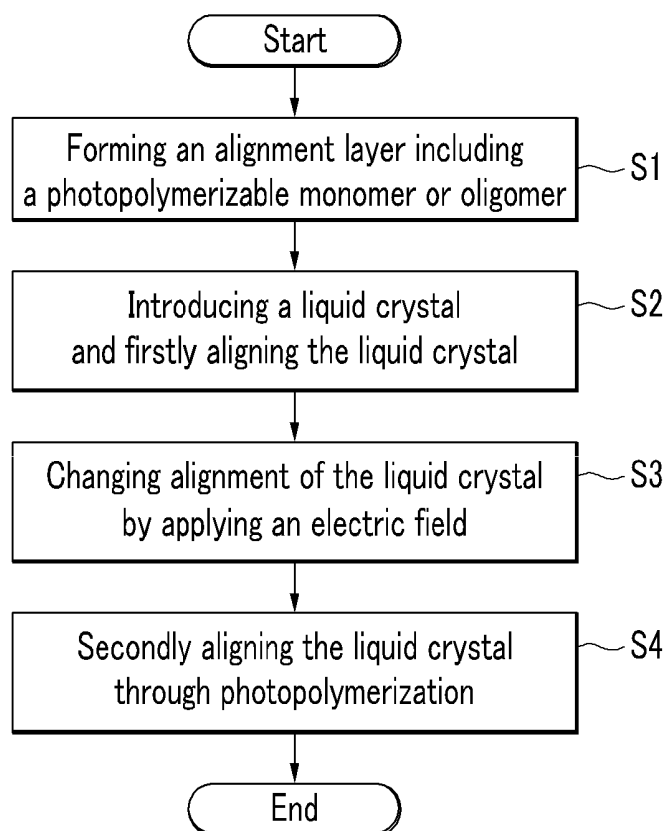 Start
Forming an alignment layer including
a photopolymerizable monomer or oligomer
S1
Introducing a liquid crystal
and firstly aligning the liquid crystal
S2
Changing alignment of the liquid crystal
by applying an electric field
S3
Secondly aligning the liquid crystal
through photopolymerization
S4
End